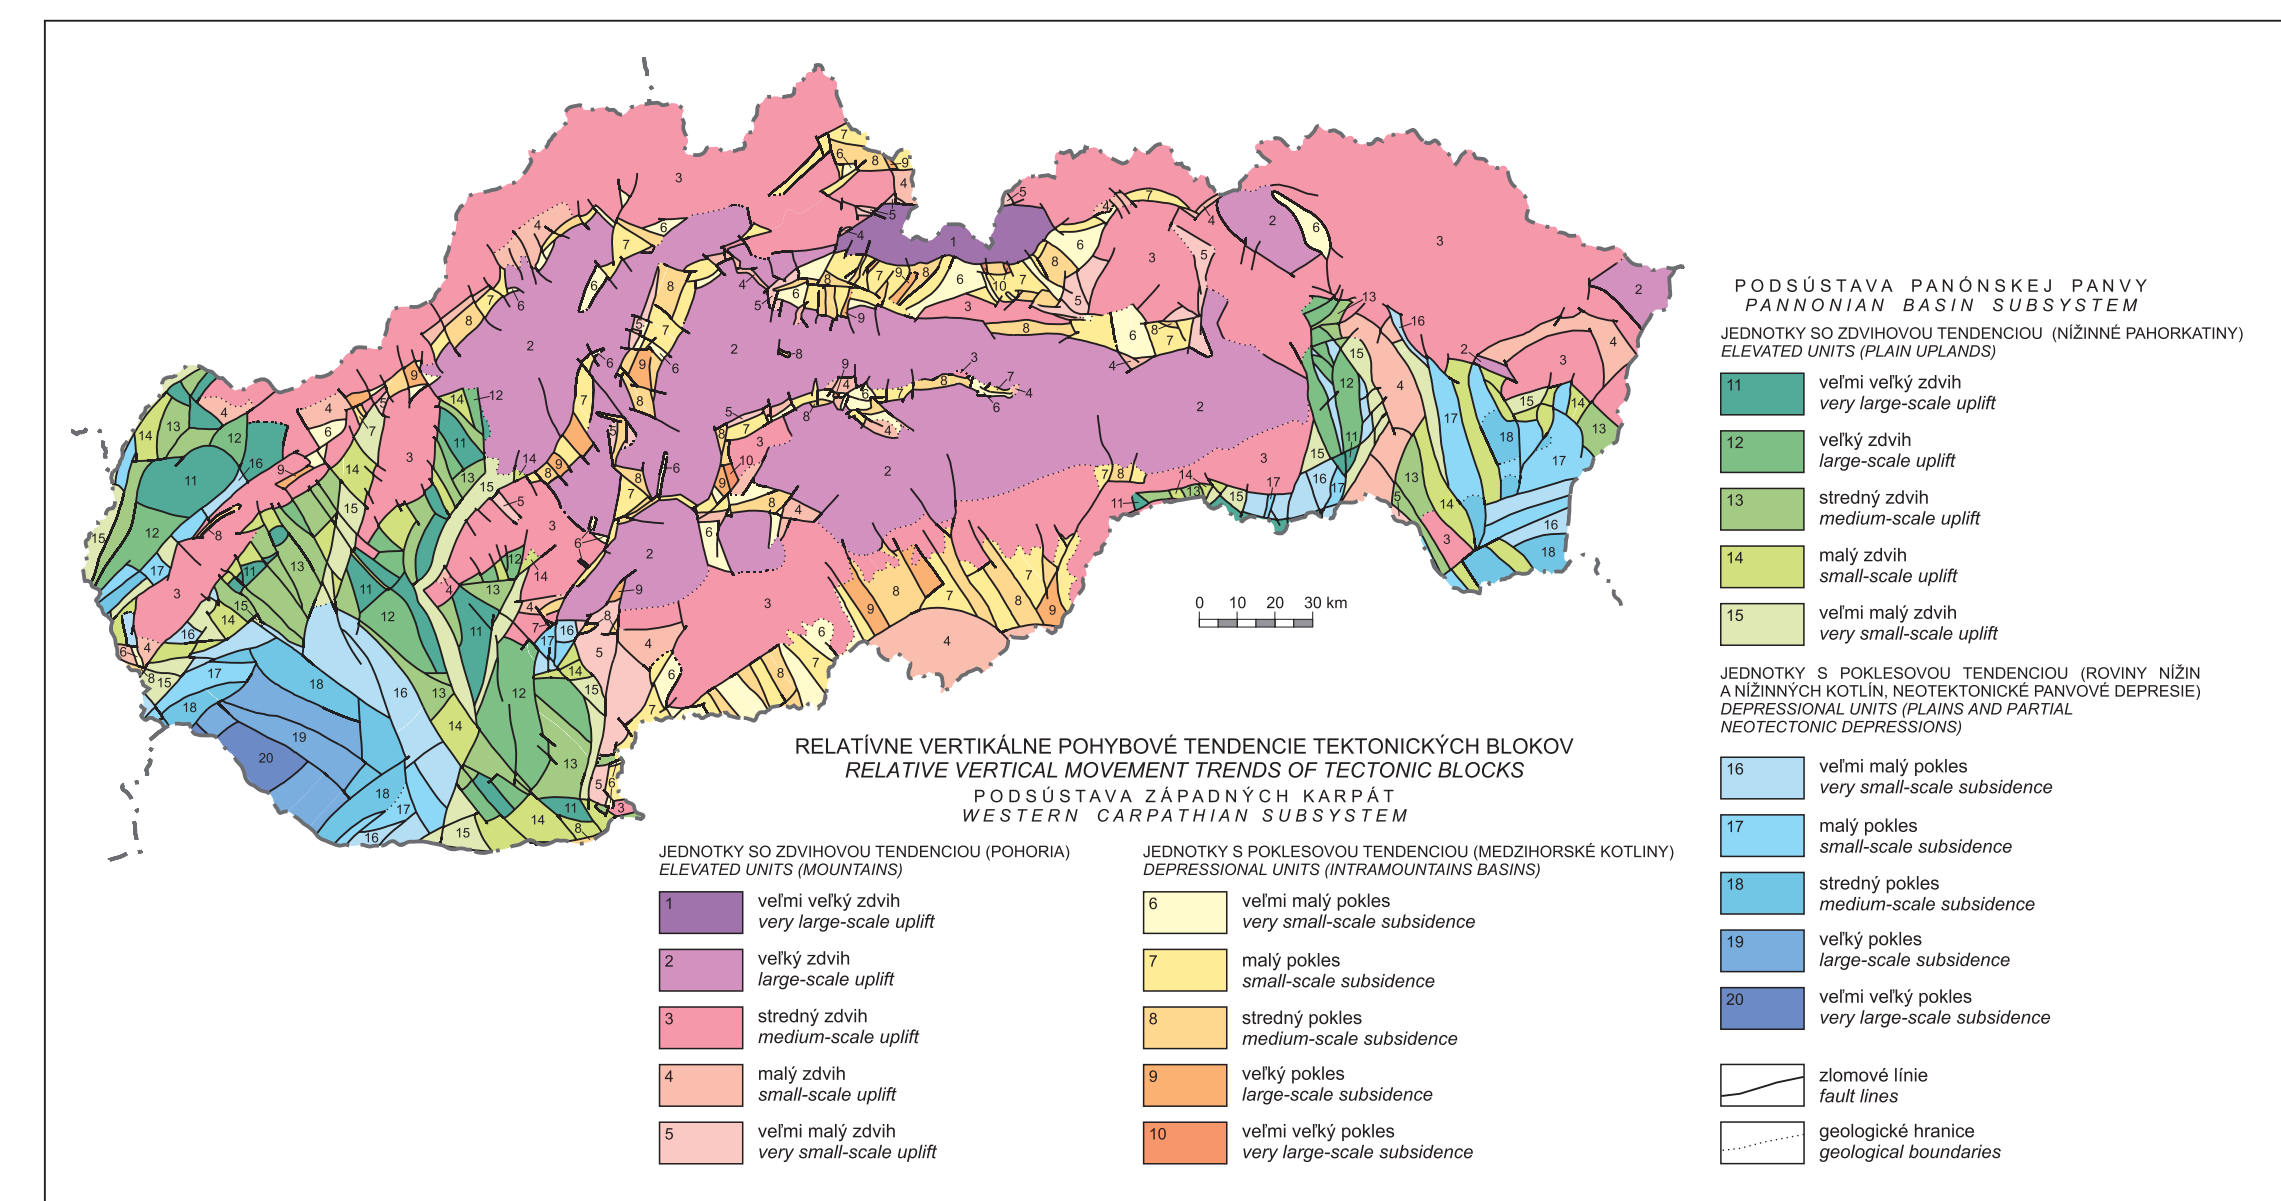 PODSÚSTAVA PANÓNSKEJ PANVY
PANNONIAN BASIN SUBSYSTEM
JEDNOTKY SO ZDVIHOVOU TENDENCIOU (NÍŽINNÉ PAHORKATINY)
ELEVATED UNITS (PLAIN UPLANDS)
11 veľmi veľký zdvih
very large-scale uplift
12 veľký zdvih
large-scale uplift
13 stredný zdvih
medium-scale uplift
14 malý zdvih
small-scale uplift
15 veľmi malý zdvih
very small-scale uplift
JEDNOTKY S POKLESOVOU TENDENCIOU (ROVINY NÍŽIN
A NÍŽINNÝCH KOTLÍN, NEOTEKTONICKÉ PANVOVÉ DEPRESIE)
DEPRESSIONAL UNITS (PLAINS AND PARTIAL
NEOTECTONIC DEPRESSIONS)
16 veľmi malý pokles
very small-scale subsidence
17 malý pokles
small-scale subsidence
18 stredný pokles
medium-scale subsidence
19 veľký pokles
large-scale subsidence
20 veľmi veľký pokles
very large-scale subsidence
zlomové línie
fault lines
geologické hranice
geological boundaries
0 10 20 30 km
RELATÍVNE VERTIKÁLNE POHYBOVÉ TENDENCIE TEKTONICKÝCH BLOKOV
RELATIVE VERTICAL MOVEMENT TRENDS OF TECTONIC BLOCKS
PODSÚSTAVA ZÁPADNÝCH KARPÁT
WESTERN CARPATHIAN SUBSYSTEM
JEDNOTKY SO ZDVIHOVOU TENDENCIOU (POHORIA)
ELEVATED UNITS (MOUNTAINS)
1 veľmi veľký zdvih
very large-scale uplift
2 veľký zdvih
large-scale uplift
3 stredný zdvih
medium-scale uplift
4 malý zdvih
small-scale uplift
5 veľmi malý zdvih
very small-scale uplift
JEDNOTKY S POKLESOVOU TENDENCIOU (MEDZIHORSKÉ KOTLINY)
DEPRESSIONAL UNITS (INTRAMOUNTAINS BASINS)
6 veľmi malý pokles
very small-scale subsidence
7 malý pokles
small-scale subsidence
8 stredný pokles
medium-scale subsidence
9 veľký pokles
large-scale subsidence
10 veľmi veľký pokles
very large-scale subsidence